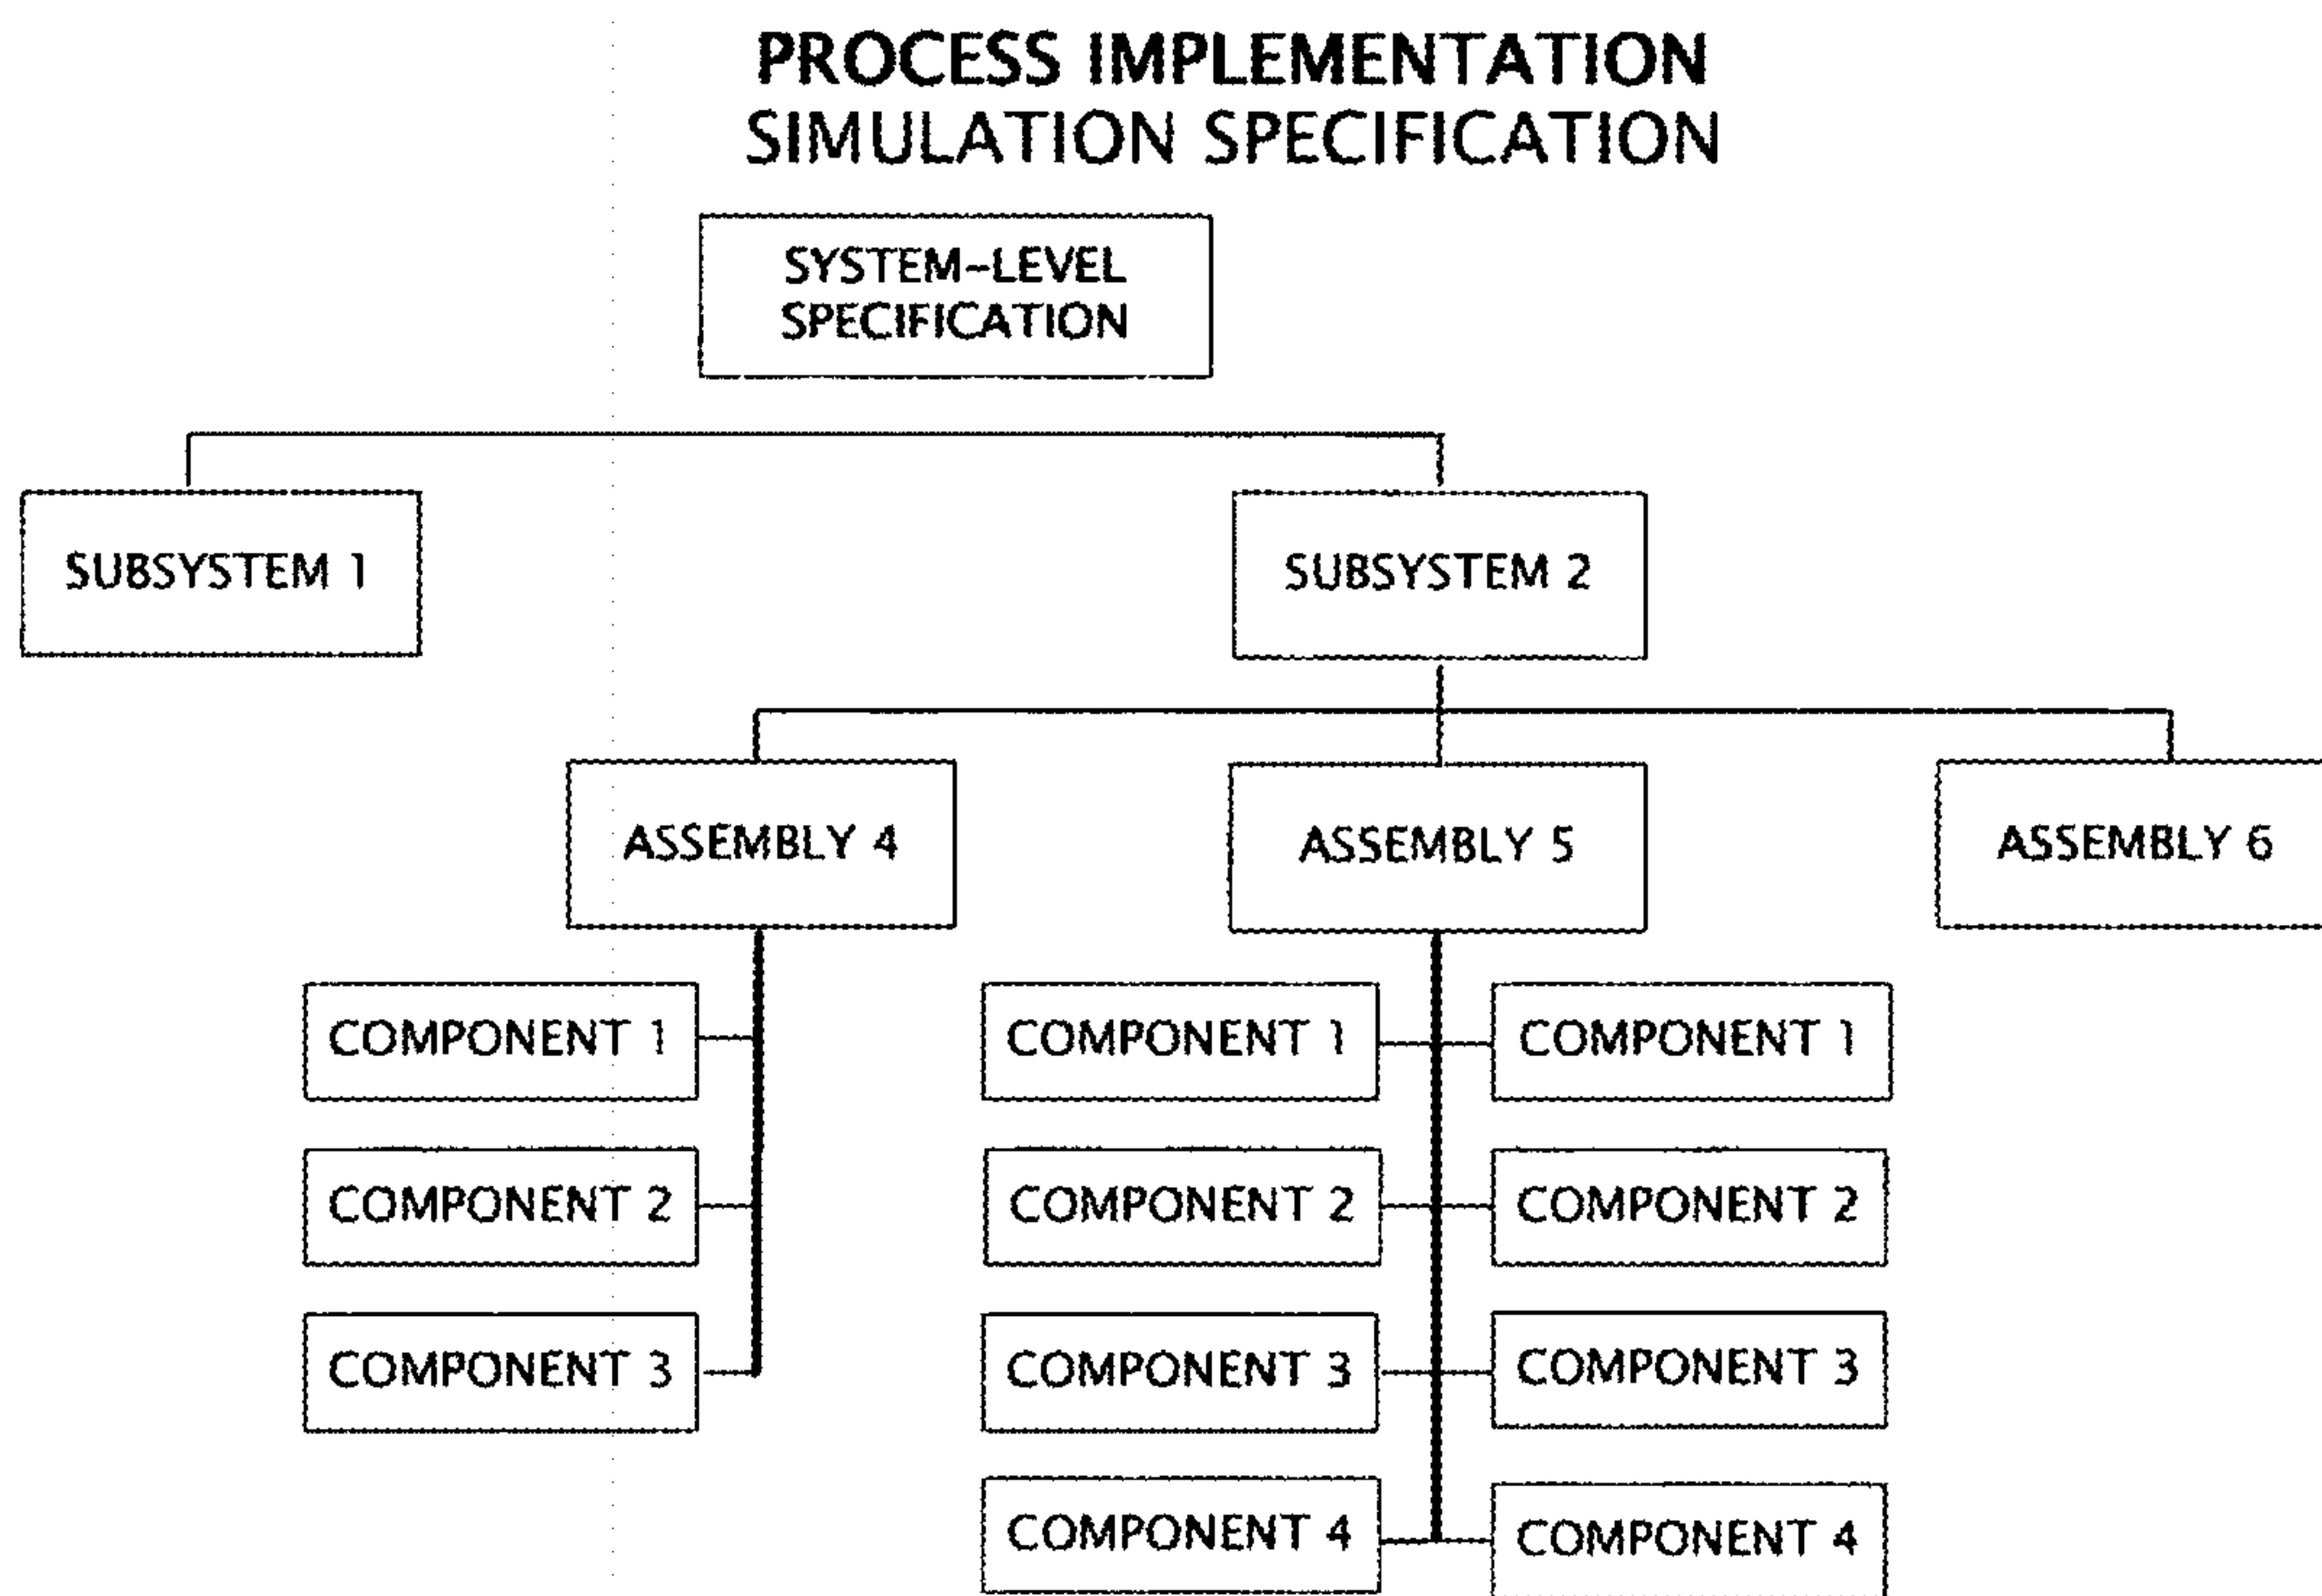 PROCESS IMPLEMENTATION
SIMULATION SPECIFICATION
SYSTEM-LEVEL
SPECIFICATION
SUBSYSTEM 1
SUBSYSTEM 2
ASSEMBLY 4
ASSEMBLY 5
ASSEMBLY 6
COMPONENT 1
COMPONENT 2
COMPONENT 3
COMPONENT 1
COMPONENT 2
COMPONENT 3
COMPONENT 4
COMPONENT 1
COMPONENT 2
COMPONENT 3
COMPONENT 4